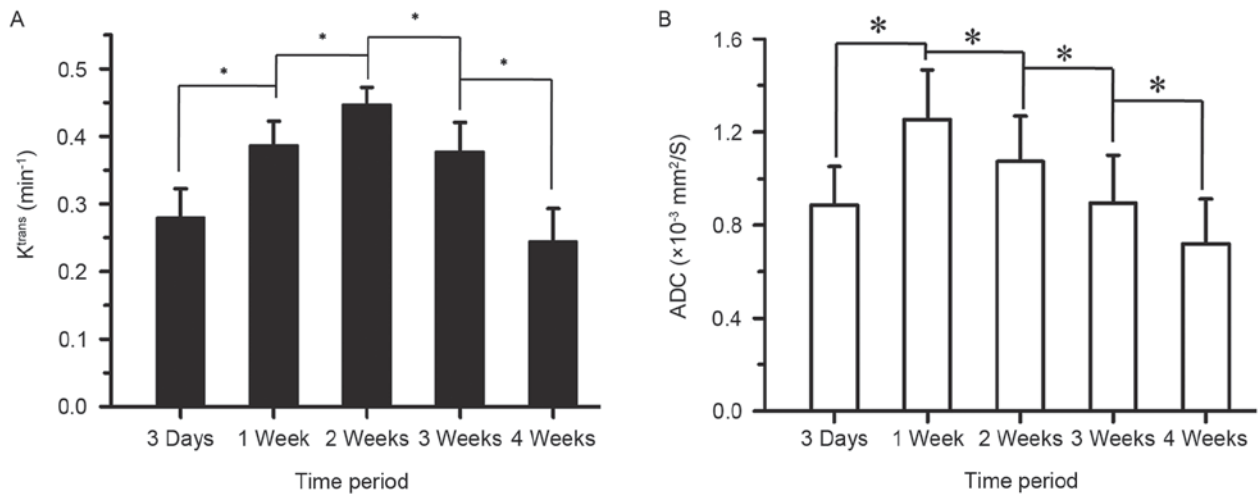 A
Kᵗʳᵃⁿˢ (min⁻¹)
0.5
0.4
0.3
0.2
0.1
0.0
*
*
*
*
3 Days 1 Week 2 Weeks 3 Weeks 4 Weeks
Time period
B
ADC (×10⁻³ mm²/S)
1.6
1.2
0.8
0.4
0.0
*
*
*
*
3 Days 1 Week 2 Weeks 3 Weeks 4 Weeks
Time period